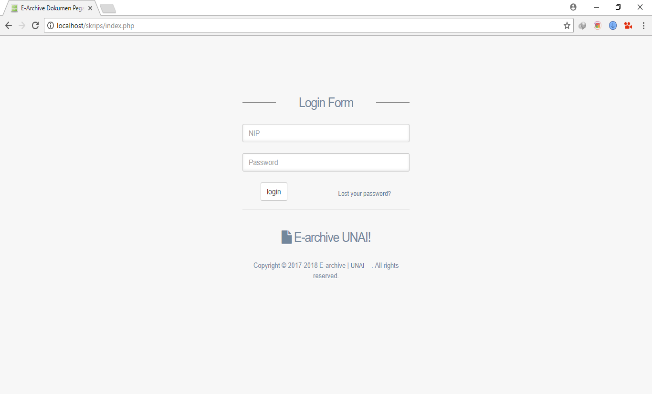 E-Archive Dokumen Peg
localhost/skrips/index.php
Login Form
NIP
Password
login
Lost your password?
E-archive UNAI!
Copyright © 2017-2018 E-archive | UNAI . All rights
reserved